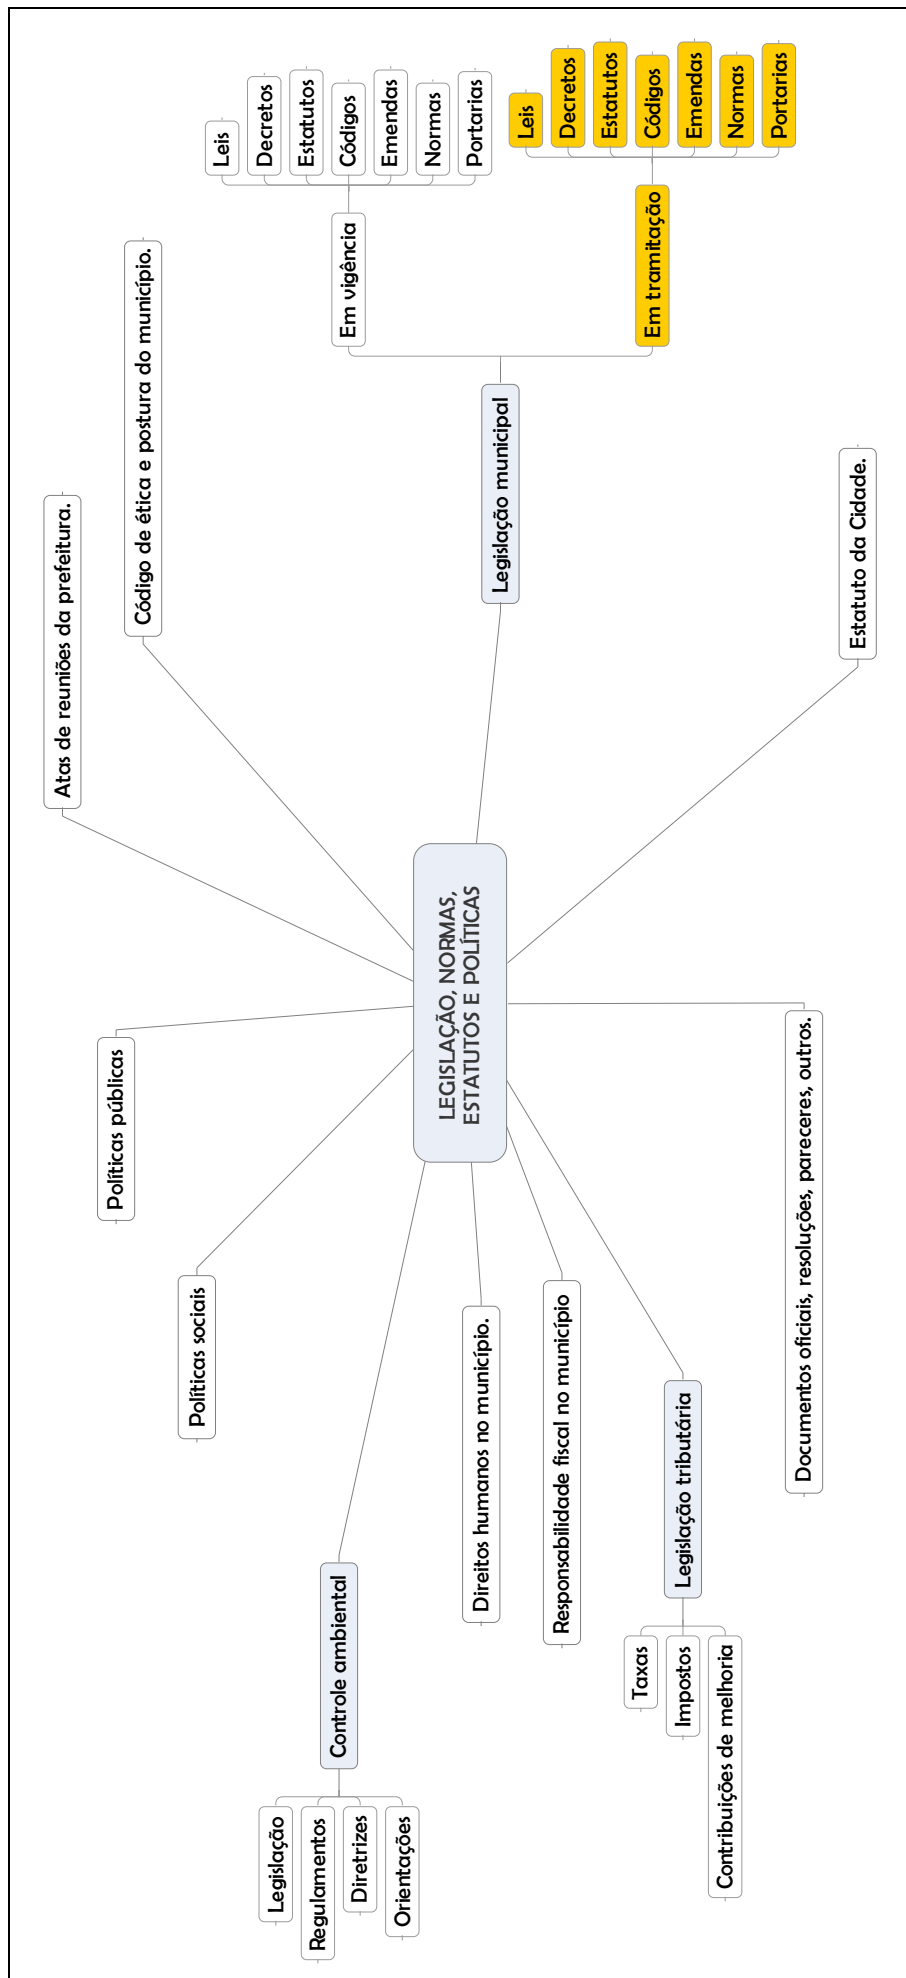 LEGISLAÇÃO, NORMAS,
ESTATUTOS E POLÍTICAS
Atas de reuniões da prefeitura.
Código de ética e postura do município.
Legislação municipal
Em vigência
Leis
Decretos
Estatutos
Códigos
Emendas
Normas
Portarias
Em tramitação
Leis
Decretos
Estatutos
Códigos
Emendas
Normas
Portarias
Estatuto da Cidade.
Documentos oficiais, resoluções, pareceres, outros.
Legislação tributária
Taxas
Impostos
Contribuições de melhoria
Responsabilidade fiscal no município
Direitos humanos no município.
Controle ambiental
Legislação
Regulamentos
Diretrizes
Orientações
Políticas sociais
Políticas públicas